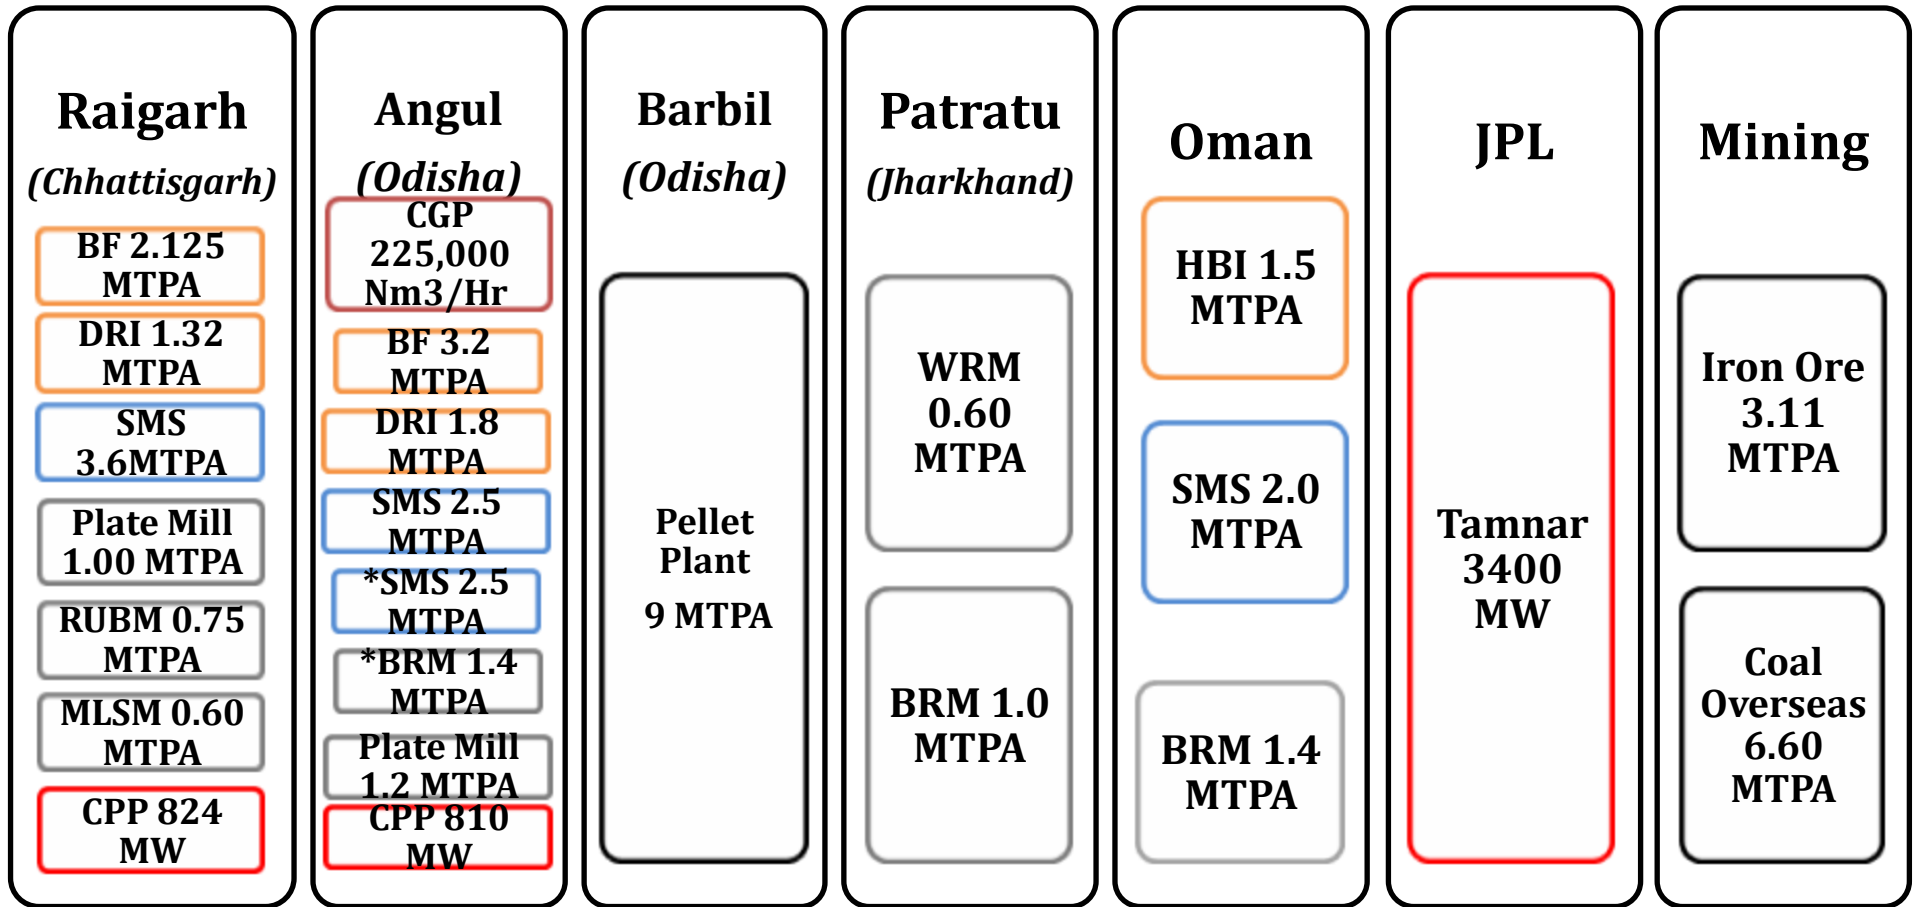 Raigarh
(Chhattisgarh)
BF 2.125
MTPA
DRI 1.32
MTPA
SMS
3.6MTPA
Plate Mill
1.00 MTPA
RUBM 0.75
MTPA
MLSM 0.60
MTPA
CPP 824
MW
Angul
(Odisha)
CGP
225,000
Nm3/Hr
BF 3.2
MTPA
DRI 1.8
MTPA
SMS 2.5
MTPA
*SMS 2.5
MTPA
*BRM 1.4
MTPA
Plate Mill
1.2 MTPA
CPP 810
MW
Barbil
(Odisha)
Pellet
Plant
9 MTPA
Patratu
(Jharkhand)
WRM
0.60
MTPA
BRM 1.0
MTPA
Oman
HBI 1.5
MTPA
SMS 2.0
MTPA
BRM 1.4
MTPA
JPL
Tamnar
3400
MW
Mining
Iron Ore
3.11
MTPA
Coal
Overseas
6.60
MTPA